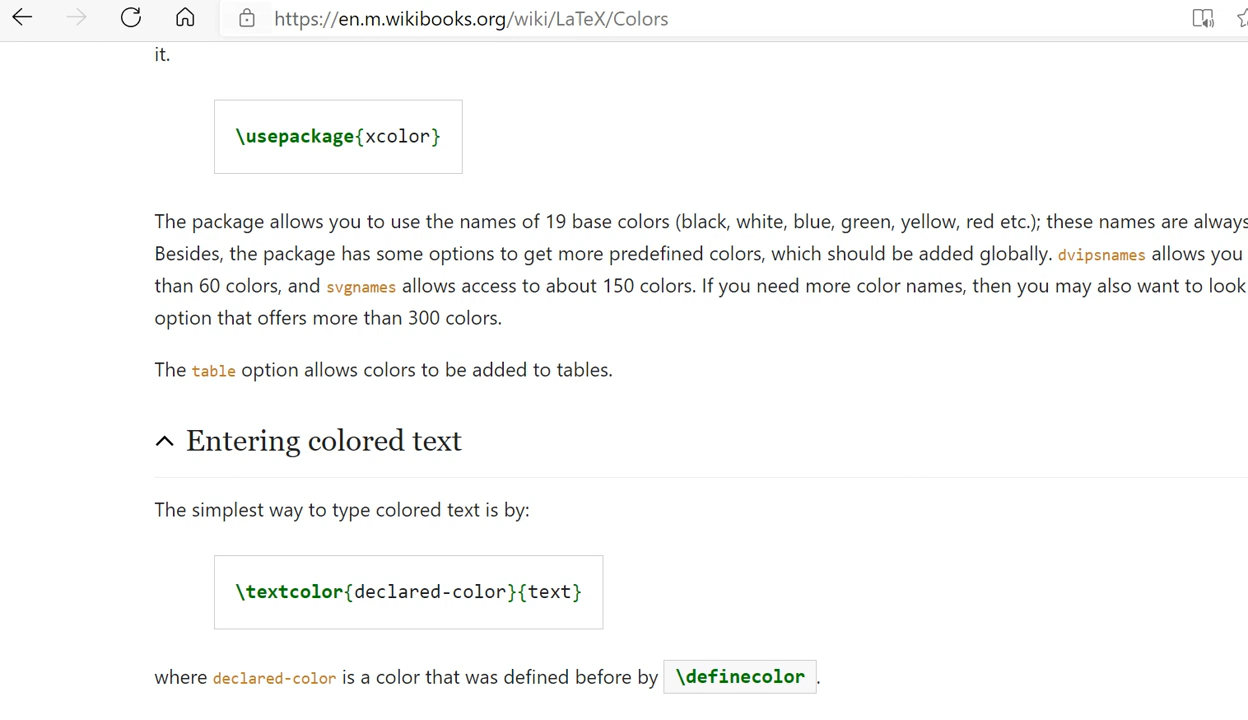 https://en.m.wikibooks.org/wiki/LaTeX/Colors
it.
\usepackage{xcolor}
The package allows you to use the names of 19 base colors (black, white, blue, green, yellow, red etc.); these names are always
Besides, the package has some options to get more predefined colors, which should be added globally. dvipsnames allows you
than 60 colors, and svgnames allows access to about 150 colors. If you need more color names, then you may also want to look
option that offers more than 300 colors.
The table option allows colors to be added to tables.
Entering colored text
The simplest way to type colored text is by:
\textcolor{declared-color}{text}
where declared-color is a color that was defined before by \definecolor.